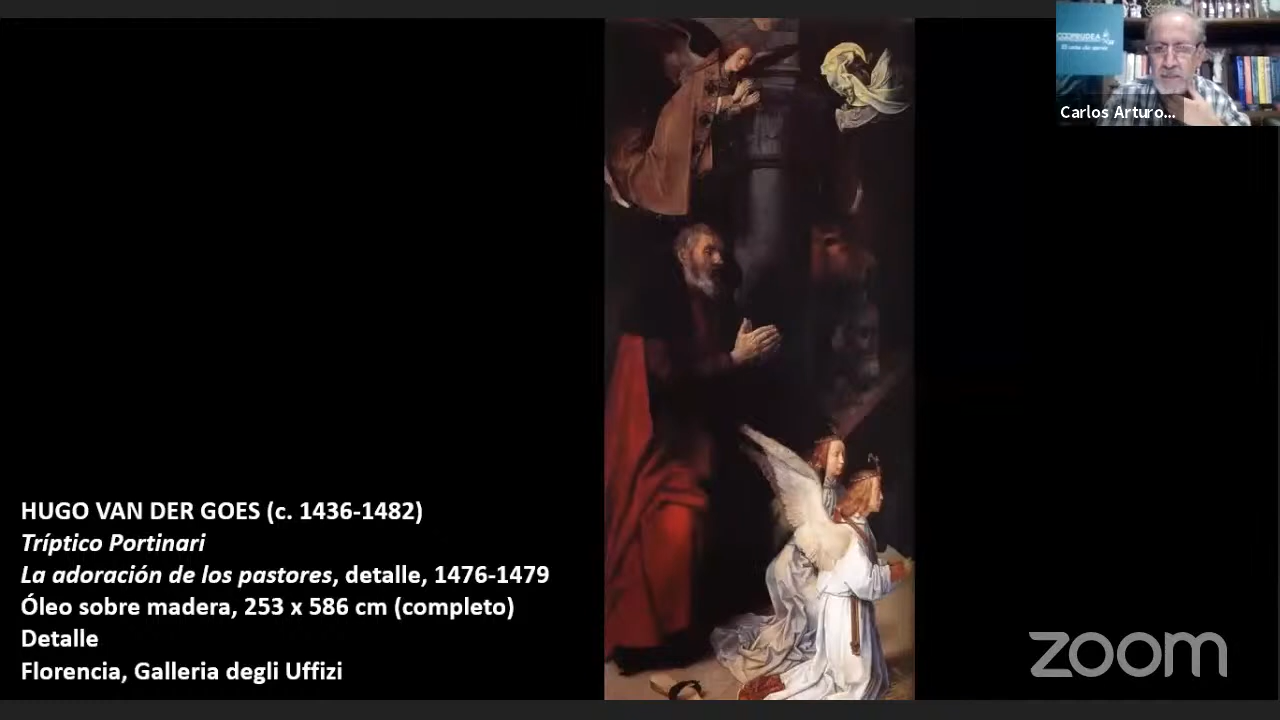 HUGO VAN DER GOES (c. 1436-1482)
Tríptico Portinari
La adoración de los pastores, detalle, 1476-1479
Óleo sobre madera, 253 x 586 cm (completo)
Detalle
Florencia, Galleria degli Uffizi
Carlos Arturo...
zoom